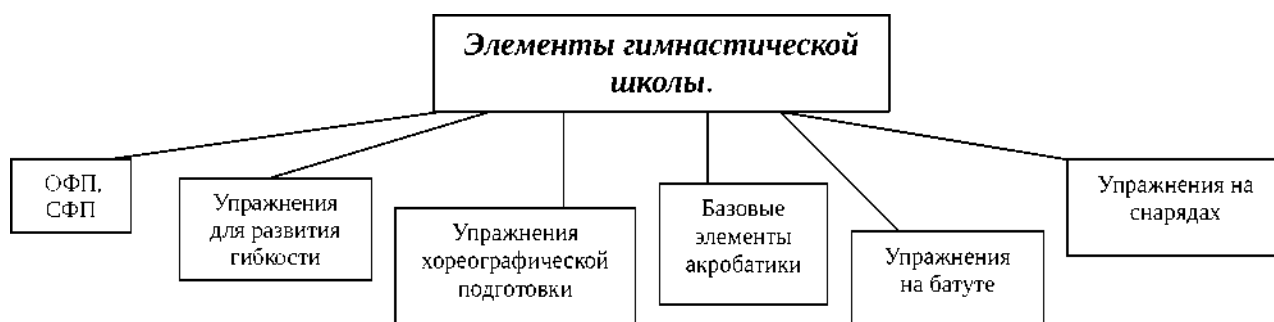 Элементы гимнастической
школы.
ОФП,
СФП
Упражнения
для развития
гибкости
Упражнения
хореографической
подготовки
Базовые
элементы
акробатики
Упражнения
на батуте
Упражнения на
снарядах